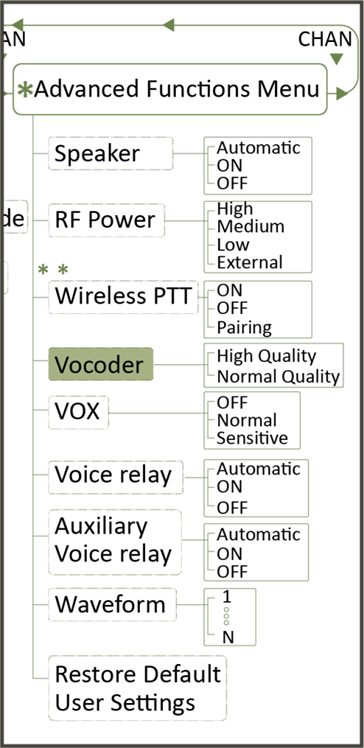 AN
CHAN
*Advanced Functions Menu
de
Speaker
Automatic
ON
OFF
RF Power
High
Medium
Low
External
* *
Wireless PTT
ON
OFF
Pairing
Vocoder
High Quality
Normal Quality
VOX
OFF
Normal
Sensitive
Voice relay
Automatic
ON
OFF
Auxiliary
Voice relay
Automatic
ON
OFF
Waveform
1
N
Restore Default
User Settings